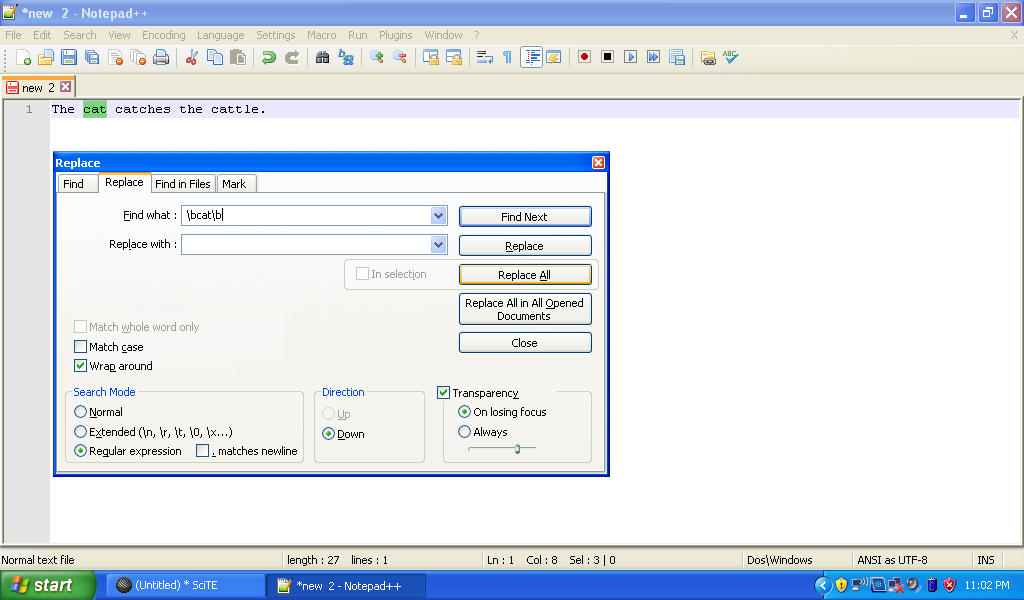 *new  2 - Notepad++
File Edit Search View Encoding Language Settings Macro Run Plugins Window ? X
new 2
1 The cat catches the cattle.
Replace
Find Replace Find in Files Mark
Find what : \bcat\b Find Next
Replace with : Replace
In selection Replace All
Replace All in All Opened
Documents
Match whole word only
Match case Close
Wrap around
Search Mode Direction Transparency
Normal Up On losing focus
Extended (\n, \r, \t, \0, \x...) Down Always
Regular expression . matches newline
Normal text file length : 27 lines : 1 Ln : 1 Col : 8 Sel : 3 | 0 Dos\Windows ANSI as UTF-8 INS
start (Untitled) * SciTE *new 2 - Notepad++ 11:02 PM